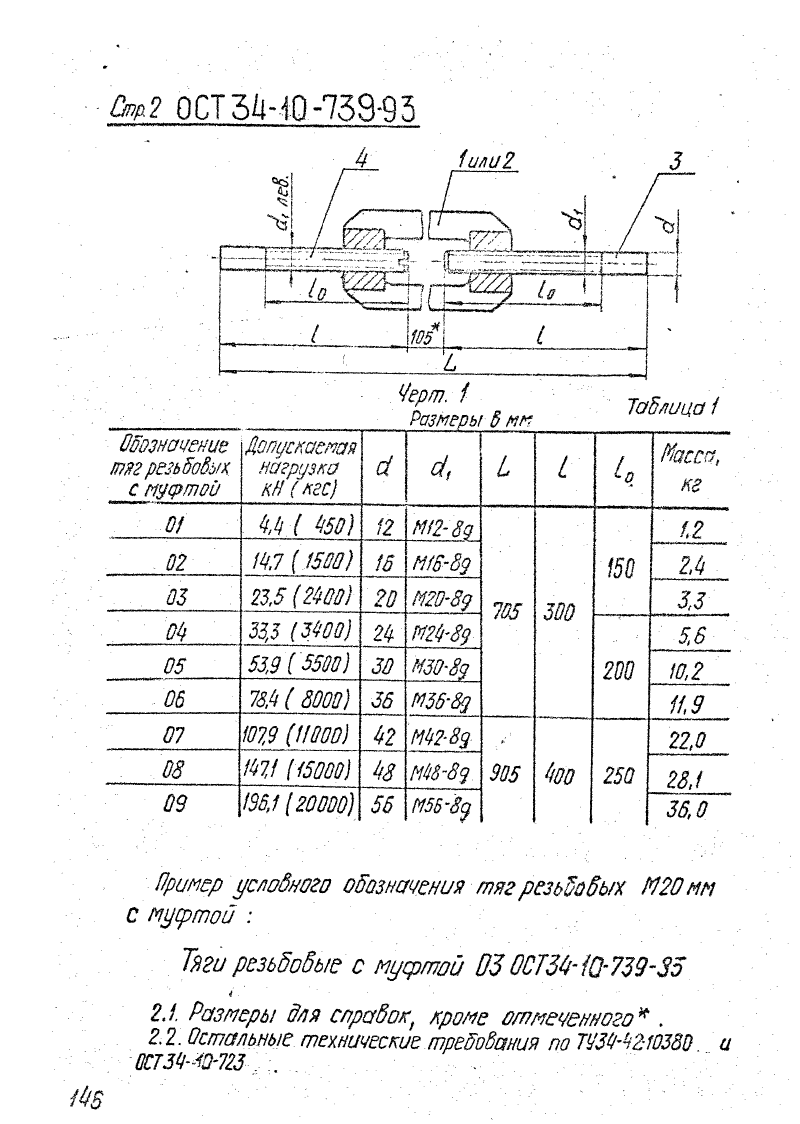 Стр.2 ОСТ 34-10-739-93
4 1 или 2 3
d₁ лев. d₁ d
l₀ l₀
l 105* l
L
Черт. 1
Размеры в мм Таблица 1
Обозначение тяг резьбовых с муфтой | Допускаемая нагрузка кН (кгс) | d | d₁ | L | l | l₀ | Масса, кг
01 | 4,4 (450) | 12 | М12-8g | 705 | 300 | 150 | 1,2
02 | 14,7 (1500) | 16 | М16-8g | 2,4
03 | 23,5 (2400) | 20 | М20-8g | 3,3
04 | 33,3 (3400) | 24 | М24-8g | 200 | 5,6
05 | 53,9 (5500) | 30 | М30-8g | 10,2
06 | 78,4 (8000) | 36 | М36-8g | 11,9
07 | 107,9 (11000) | 42 | М42-8g | 905 | 400 | 250 | 22,0
08 | 147,1 (15000) | 48 | М48-8g | 28,1
09 | 196,1 (20000) | 56 | М56-8g | 36,0
Пример условного обозначения тяг резьбовых М20 мм
с муфтой :
Тяги резьбовые с муфтой 03 ОСТ34-10-739-
2.1. Размеры для справок, кроме отмеченного*.
2.2. Остальные технические требования по ТУ34-42-10380 и
ОСТ 34-10-723
146